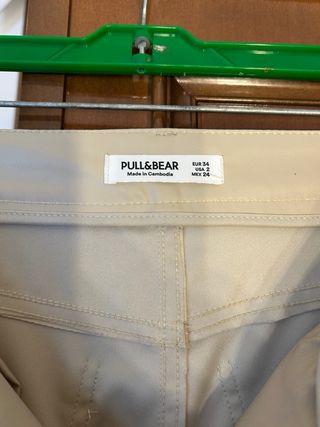 PULL&BEAR
Made in Cambodia
EUR 34
USA 2
MEX 24